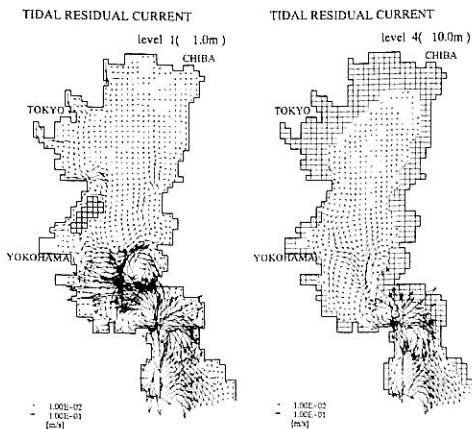 TIDAL RESIDUAL CURRENT
level 1( 1.0m)
CHIBA
TOKYO
YOKOHAMA
1.00E-02
1.00E-01
[m/s]
TIDAL RESIDUAL CURRENT
level 4( 10.0m)
CHIBA
TOKYO
YOKOHAMA
1.00E-02
1.00E-01
[m/s]